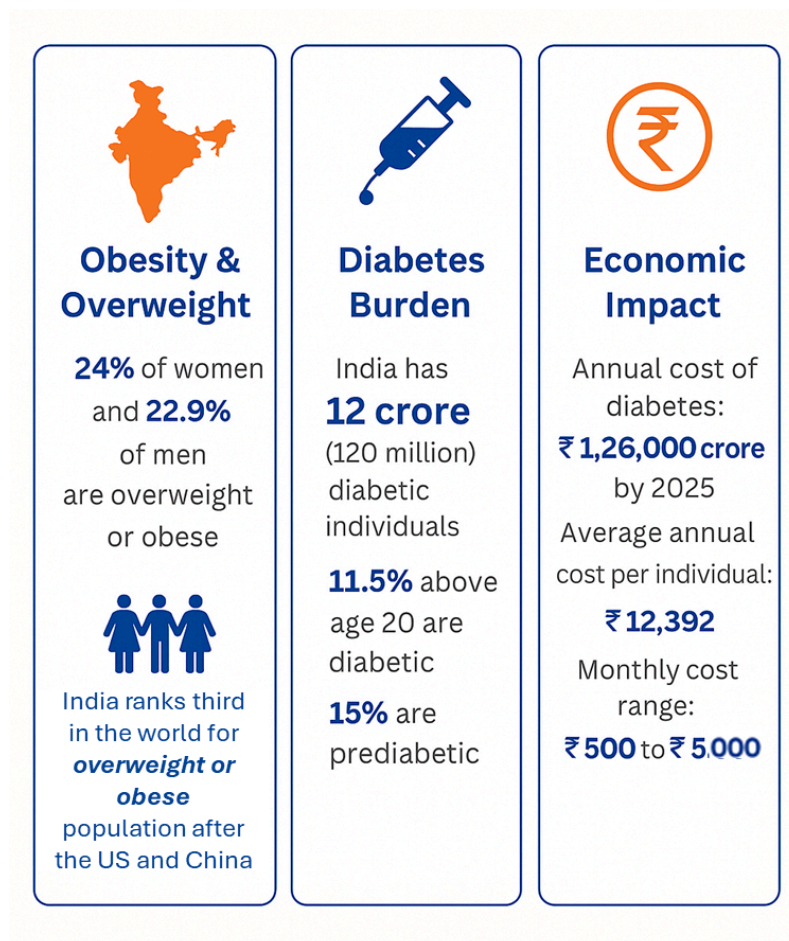 Obesity &
Overweight
24% of women
and 22.9%
of men
are overweight
or obese
India ranks third
in the world for
overweight or
obese
population after
the US and China
Diabetes
Burden
India has
12 crore
(120 million)
diabetic
individuals
11.5% above
age 20 are
diabetic
15% are
prediabetic
₹
Economic
Impact
Annual cost of
diabetes:
₹ 1,26,000 crore
by 2025
Average annual
cost per individual:
₹ 12,392
Monthly cost
range:
₹ 500 to ₹ 5,000